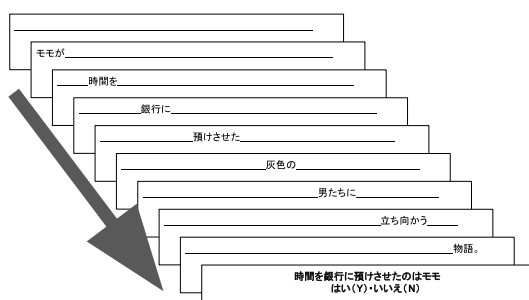 モモが
時間を
銀行に
預けさせた
灰色の
男たちに
立ち向かう
物語。
時間を銀行に預けさせたのはモモ
はい(Y)・いいえ(N)